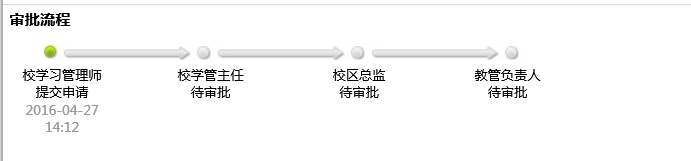 审批流程
校学习管理师 校学管主任 校区总监 教管负责人
提交申请 待审批 待审批 待审批
2016-04-27
14:12